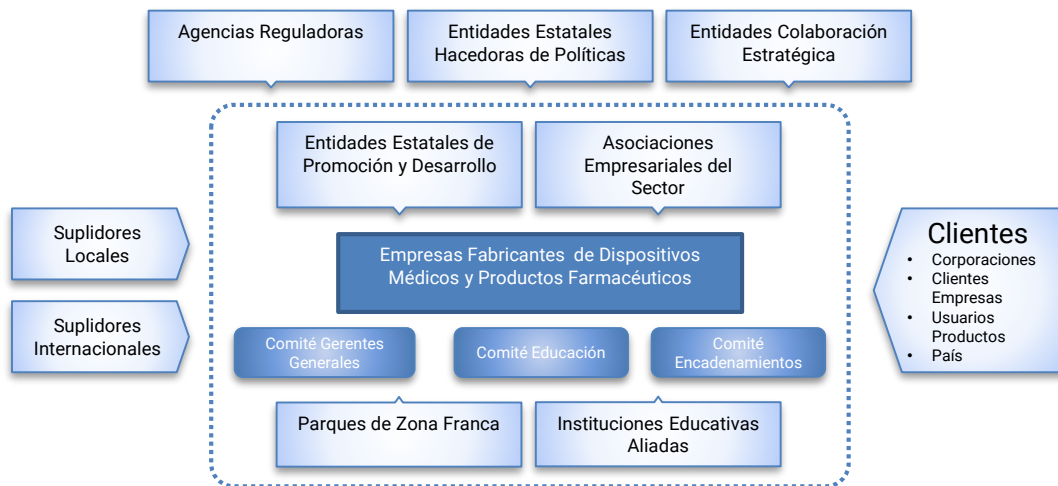 Agencias Reguladoras
Entidades Estatales
Hacedoras de Políticas
Entidades Colaboración
Estratégica
Entidades Estatales de
Promoción y Desarrollo
Asociaciones
Empresariales del
Sector
Suplidores
Locales
Suplidores
Internacionales
Empresas Fabricantes de Dispositivos
Médicos y Productos Farmacéuticos
Comité Gerentes
Generales
Comité Educación
Comité
Encadenamientos
Parques de Zona Franca
Instituciones Educativas
Aliadas
Clientes
• Corporaciones
• Clientes
Empresas
• Usuarios
Productos
• País